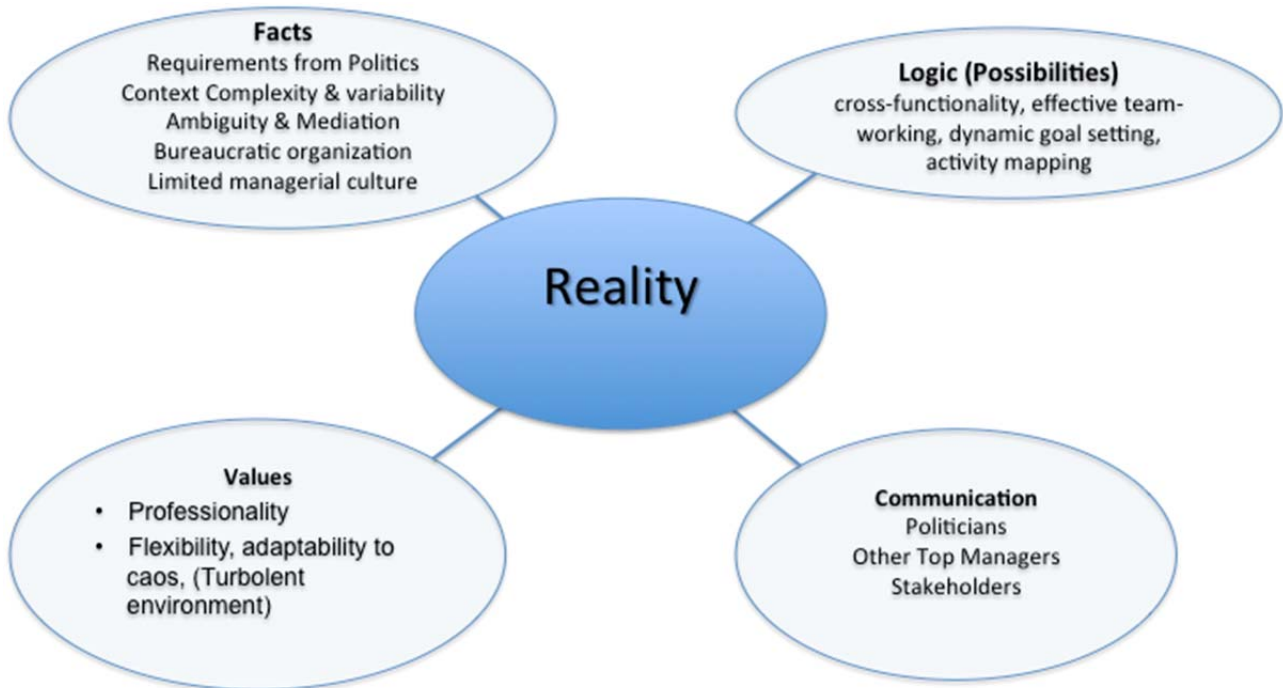 Facts
Requirements from Politics
Context Complexity & variability
Ambiguity & Mediation
Bureaucratic organization
Limited managerial culture
Logic (Possibilities)
cross-functionality, effective team-
working, dynamic goal setting,
activity mapping
Reality
Values
• Professionality
• Flexibility, adaptability to
caos, (Turbolent
environment)
Communication
Politicians
Other Top Managers
Stakeholders